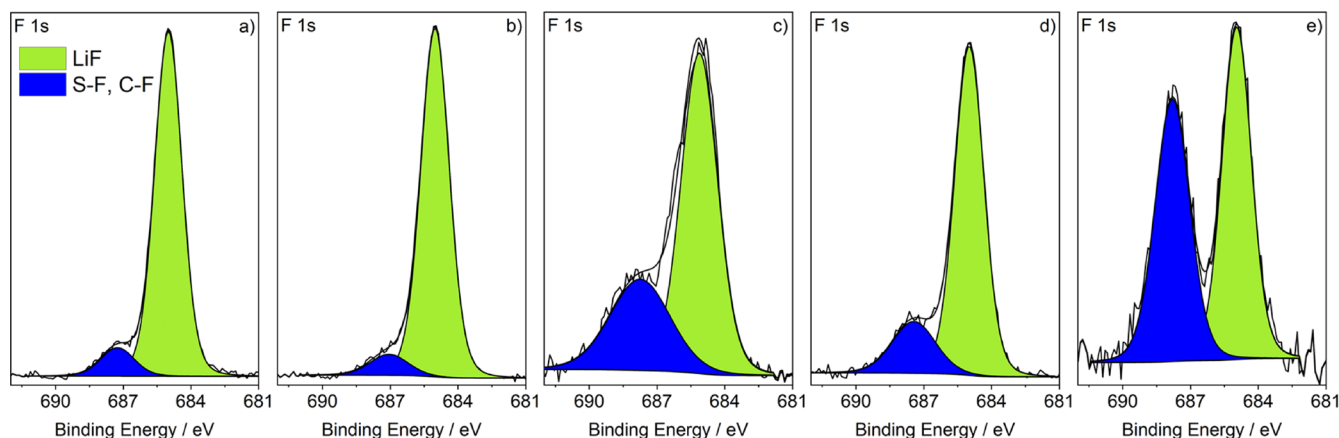 F 1s a)
LiF
S-F, C-F
690 687 684 681
Binding Energy / eV
F 1s b)
690 687 684 681
Binding Energy / eV
F 1s c)
690 687 684 681
Binding Energy / eV
F 1s d)
690 687 684 681
Binding Energy / eV
F 1s e)
690 687 684 681
Binding Energy / eV